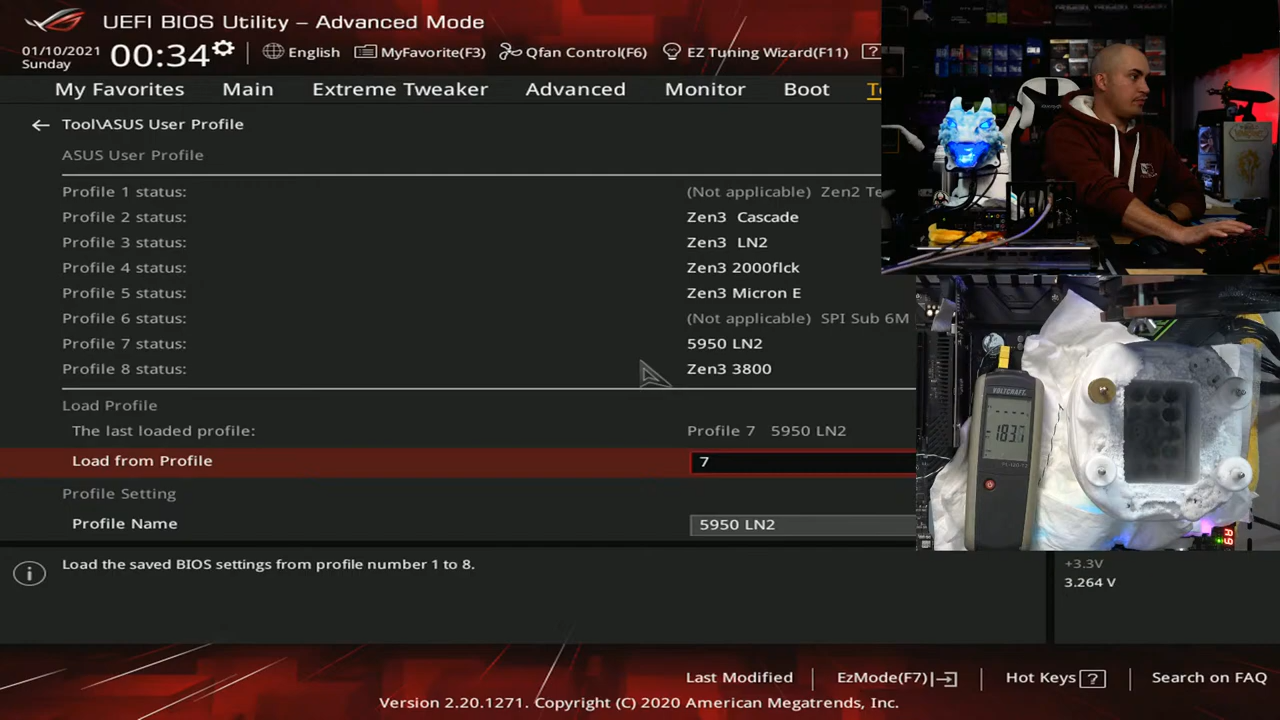 UEFI BIOS Utility – Advanced Mode
01/10/2021
Sunday
00:34
English
MyFavorite(F3)
Qfan Control(F6)
EZ Tuning Wizard(F11)
?
My Favorites
Main
Extreme Tweaker
Advanced
Monitor
Boot
To
Tool\ASUS User Profile
ASUS User Profile
Profile 1 status: (Not applicable) Zen2 Te
Profile 2 status: Zen3 Cascade
Profile 3 status: Zen3 LN2
Profile 4 status: Zen3 2000flck
Profile 5 status: Zen3 Micron E
Profile 6 status: (Not applicable) SPI Sub 6M
Profile 7 status: 5950 LN2
Profile 8 status: Zen3 3800
Load Profile
The last loaded profile: Profile 7 5950 LN2
Load from Profile 7
Profile Setting
Profile Name 5950 LN2
VOLTCRAFT
-183.7
A9
Load the saved BIOS settings from profile number 1 to 8.
+3.3V
3.264 V
Last Modified
EzMode(F7)
Hot Keys ?
Search on FAQ
Version 2.20.1271. Copyright (C) 2020 American Megatrends, Inc.